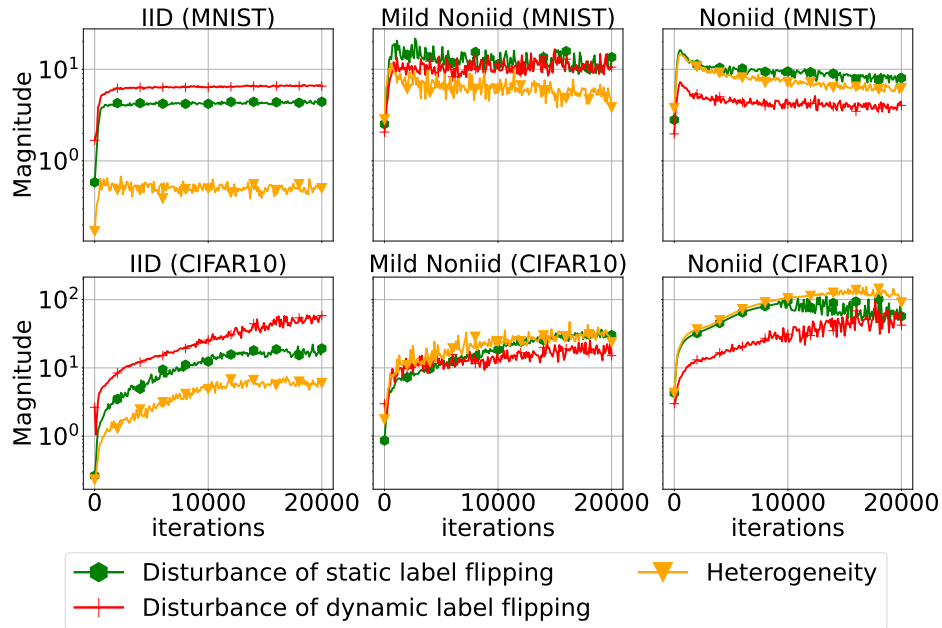 IID (MNIST) Mild Noniid (MNIST) Noniid (MNIST)
Magnitude
10^1
10^0
IID (CIFAR10) Mild Noniid (CIFAR10) Noniid (CIFAR10)
Magnitude
10^2
10^1
10^0
0 10000 20000 0 10000 20000 0 10000 20000
iterations iterations iterations
Disturbance of static label flipping Heterogeneity
Disturbance of dynamic label flipping